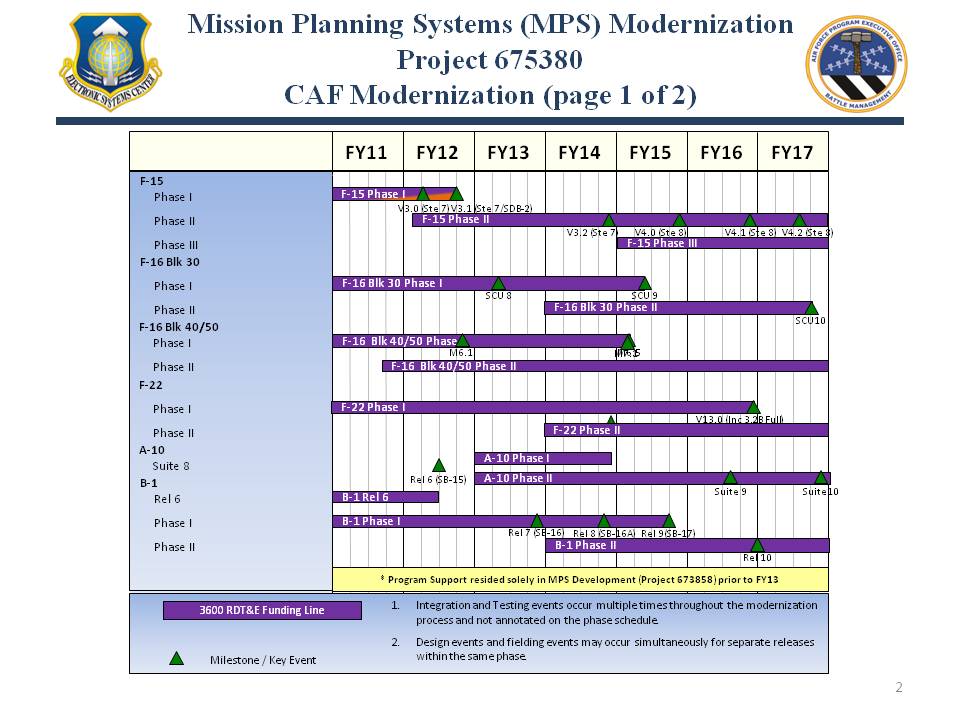 Mission Planning Systems (MPS) Modernization
Project 675380
CAF Modernization (page 1 of 2)
ELECTRONIC SYSTEMS CENTER
AIR FORCE PROGRAM EXECUTIVE OFFICE
BATTLE MANAGEMENT
FY11 FY12 FY13 FY14 FY15 FY16 FY17
F-15
Phase I F-15 Phase I
V3.0 (Ste 7) V3.1 (Ste 7/SDB-2)
Phase II F-15 Phase II
V3.2 (Ste 7) V4.0 (Ste 8) V4.1 (Ste 8) V4.2 (Ste 8)
Phase III F-15 Phase III
F-16 Blk 30
Phase I F-16 Blk 30 Phase I
SCU 8 SCU 9
Phase II F-16 Blk 30 Phase II
SCU10
F-16 Blk 40/50
Phase I F-16 Blk 40/50 Phase
M6.1
Phase II F-16 Blk 40/50 Phase II
F-22
Phase I F-22 Phase I
V13.0 (Inc 3.2B Full)
Phase II F-22 Phase II
A-10 A-10 Phase I
Suite 8
Rel 6 (SB-15) A-10 Phase II
Suite 9 Suite 10
B-1
Rel 6 B-1 Rel 6
Phase I B-1 Phase I
Rel 7 (SB-16) Rel 8 (SB-16A) Rel 9 (SB-17)
Phase II B-1 Phase II
Rel 10
* Program Support resided solely in MPS Development (Project 673858) prior to FY13
3600 RDT&E Funding Line
Milestone / Key Event
1. Integration and Testing events occur multiple times throughout the modernization
process and not annotated on the phase schedule.
2. Design events and fielding events may occur simultaneously for separate releases
within the same phase.
2